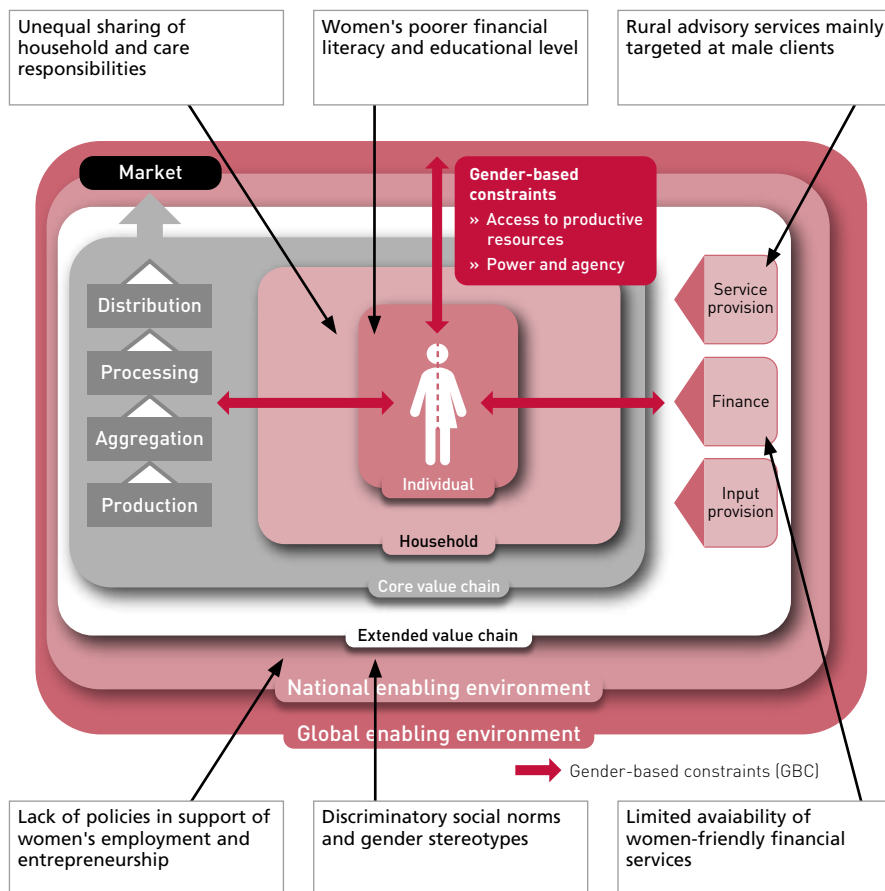 Unequal sharing of
household and care
responsibilities
Women's poorer financial
literacy and educational level
Rural advisory services mainly
targeted at male clients
Market
Gender-based
constraints
» Access to productive
resources
» Power and agency
Distribution
Processing
Aggregation
Production
Service
provision
Finance
Input
provision
Individual
Household
Core value chain
Extended value chain
National enabling environment
Global enabling environment
Gender-based constraints (GBC)
Lack of policies in support of
women's employment and
entrepreneurship
Discriminatory social norms
and gender stereotypes
Limited avaiability of
women-friendly financial
services